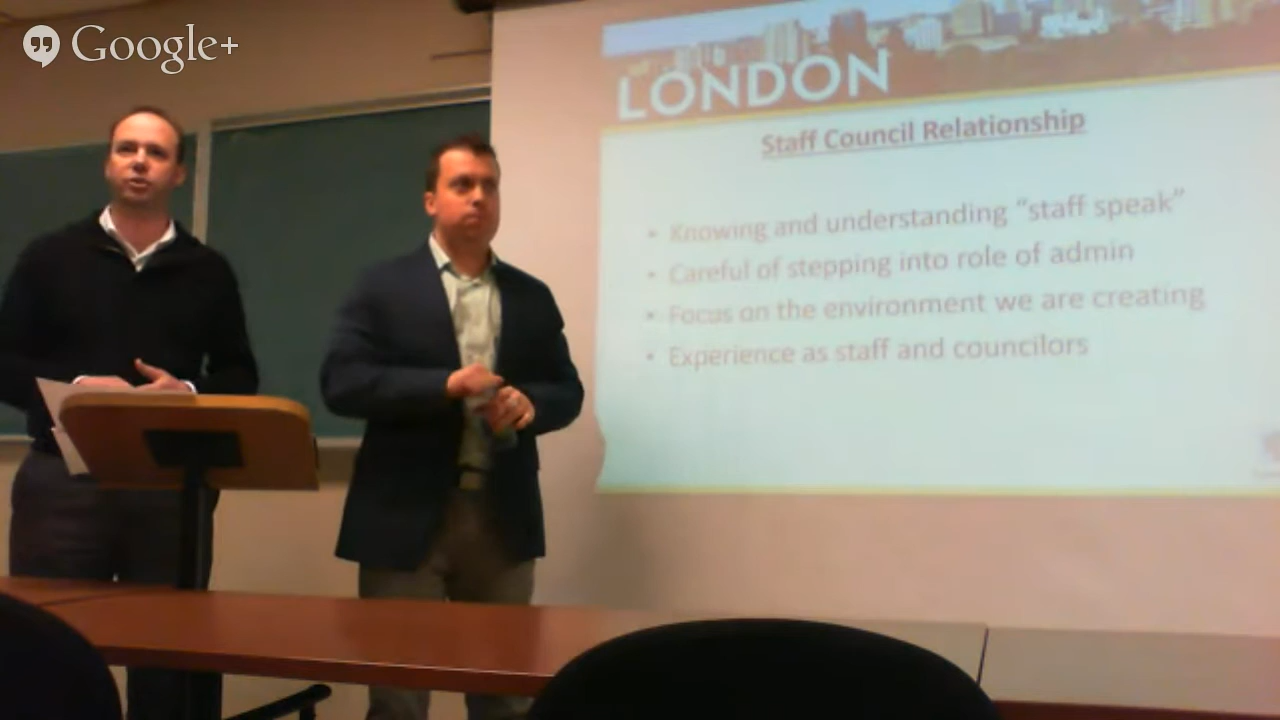 Google+
LONDON
Staff Council Relationship
• Knowing and understanding “staff speak”
• Careful of stepping into role of admin
• Focus on the environment we are creating
• Experience as staff and councilors